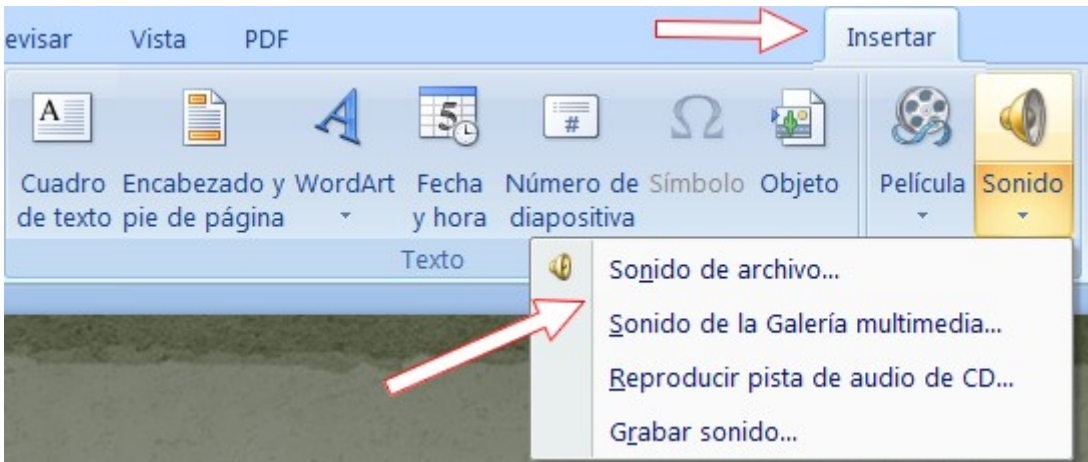 evisar Vista PDF Insertar
Cuadro de texto
Encabezado y pie de página
WordArt
Fecha y hora
Número de diapositiva
Símbolo
Objeto
Película
Sonido
Texto
Sonido de archivo...
Sonido de la Galería multimedia...
Reproducir pista de audio de CD...
Grabar sonido...